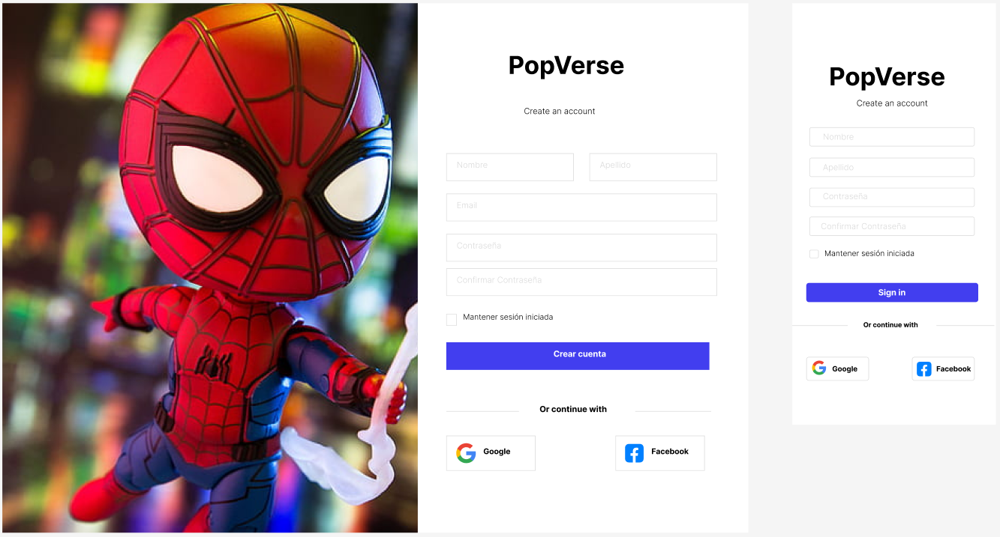 PopVerse
Create an account
Nombre Apellido
Email
Contraseña
Confirmar Contraseña
Mantener sesión iniciada
Crear cuenta
Or continue with
Google Facebook
PopVerse
Create an account
Nombre
Apellido
Contraseña
Confirmar Contraseña
Mantener sesión iniciada
Sign in
Or continue with
Google Facebook